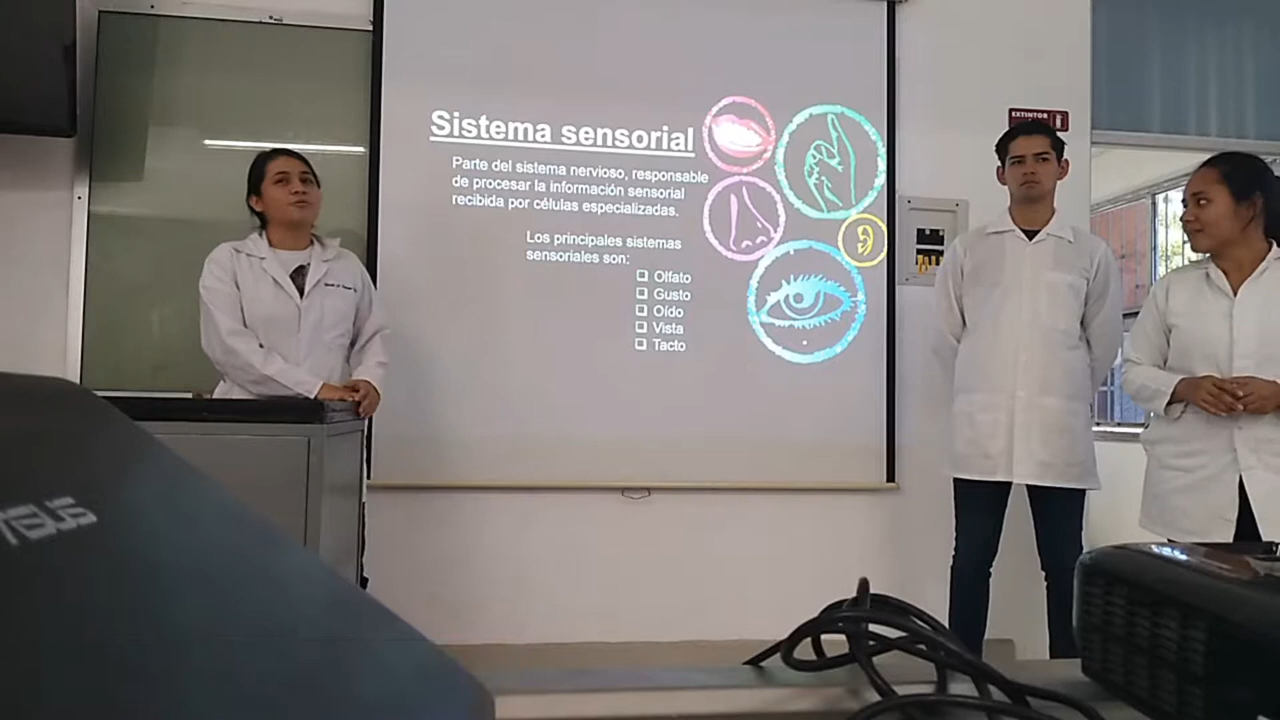 Sistema sensorial
Parte del sistema nervioso, responsable
de procesar la información sensorial
recibida por células especializadas.
Los principales sistemas
sensoriales son:
❑ Olfato
❑ Gusto
❑ Oído
❑ Vista
❑ Tacto
EXTINTOR
ASUS